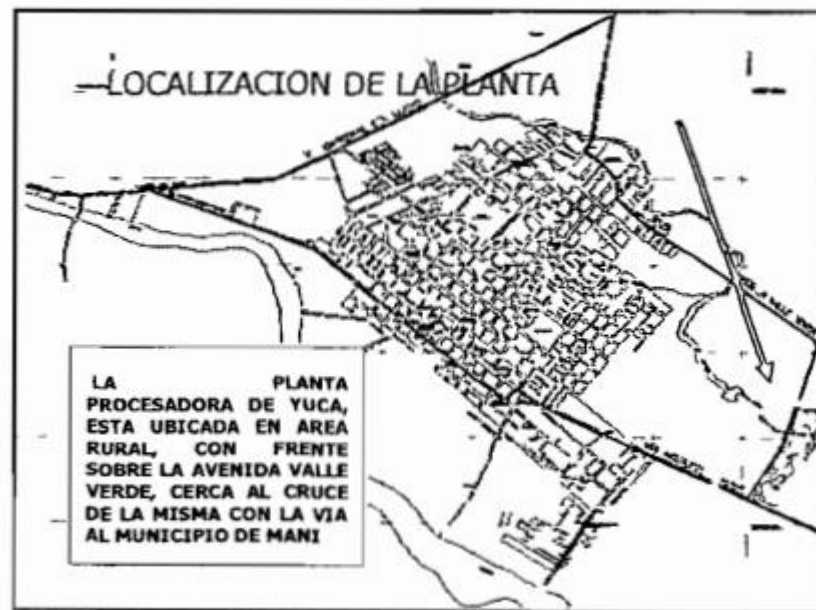 LOCALIZACION DE LA PLANTA
LA PLANTA
PROCESADORA DE YUCA,
ESTA UBICADA EN AREA
RURAL, CON FRENTE
SOBRE LA AVENIDA VALLE
VERDE, CERCA AL CRUCE
DE LA MISMA CON LA VIA
AL MUNICIPIO DE MANI